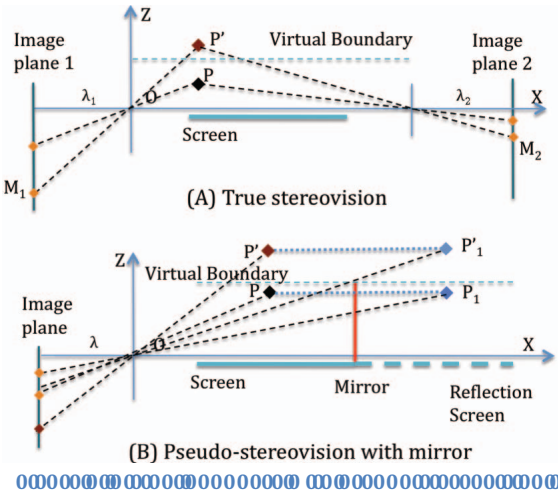 Z
P'
Virtual Boundary
Image plane 1
Image plane 2
P
λ1
O
λ2
X
Screen
M1
M2
(A) True stereovision
Z
P'
P'1
Virtual Boundary
P
P1
Image plane
λ
O
X
Screen
Mirror
Reflection Screen
(B) Pseudo-stereovision with mirror